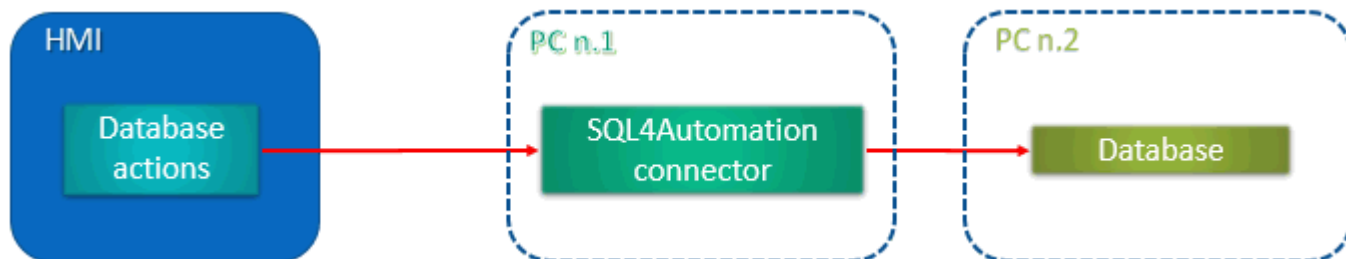 HMI
Database
actions
PC n.1
SQL4Automation
connector
PC n.2
Database